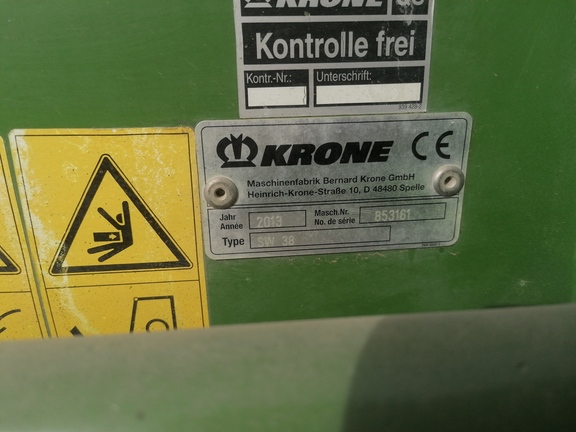 KRONE
Kontrolle frei
Kontr.-Nr.: Unterschrift:
KRONE CE
Maschinenfabrik Bernard Krone GmbH
Heinrich-Krone-Straße 10, D 48480 Spelle
Jahr
Année
2013
Masch.Nr.
No. de série
853161
Type SW 38